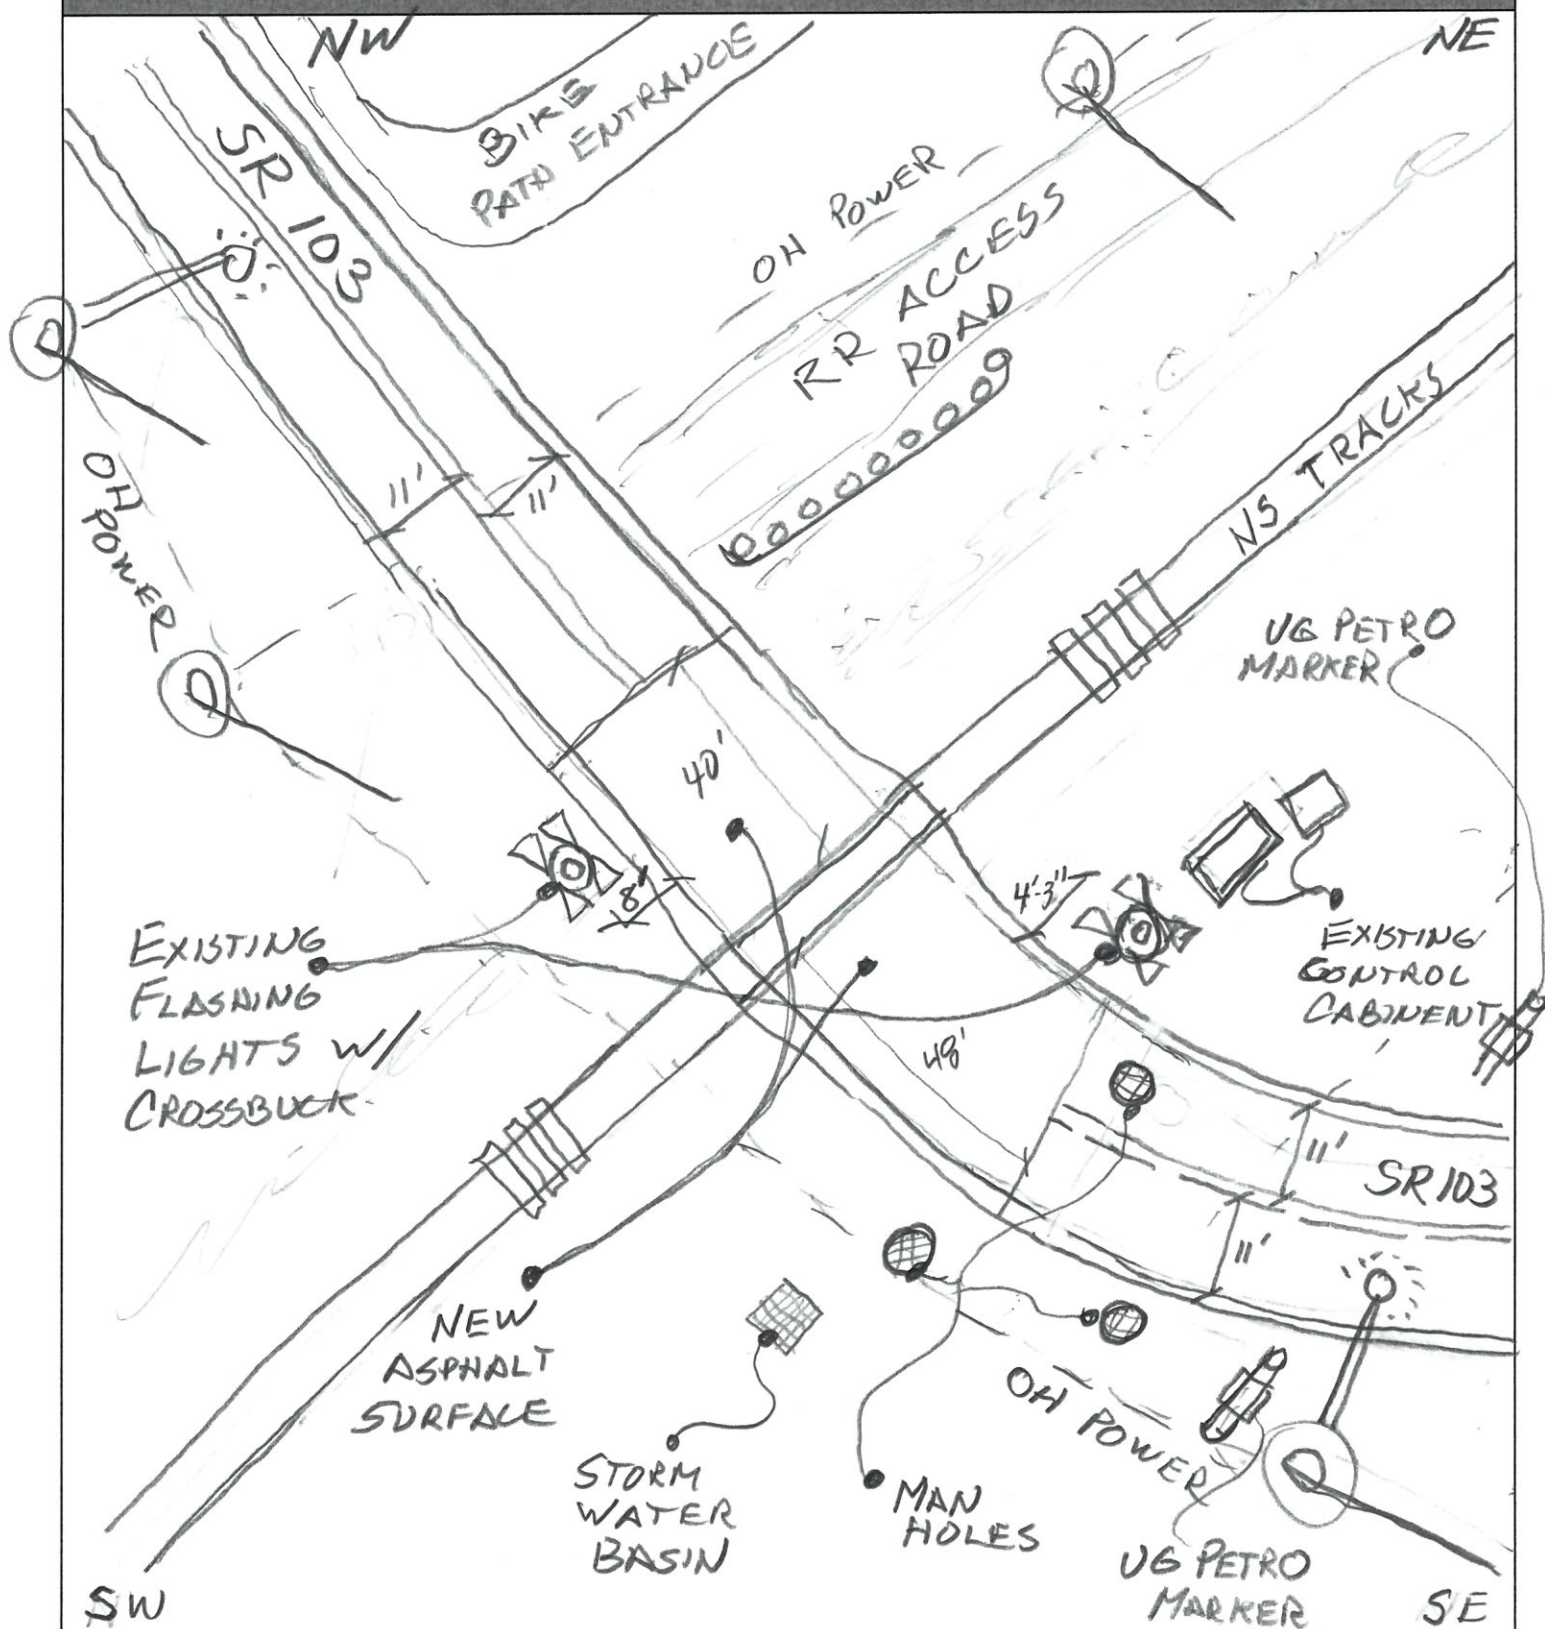 NW
NE
BIKE
PATH ENTRANCE
SR 103
OH POWER
RR ACCESS
ROAD
NS TRACKS
11'
11'
OH
POWER
UG PETRO
MARKER
40'
8'
4'-3"
EXISTING
FLASHING
LIGHTS W/
CROSSBUCK
EXISTING
CONTROL
CABINENT
48'
11'
SR 103
11'
NEW
ASPHALT
SURFACE
OH POWER
STORM
WATER
BASIN
MAN
HOLES
UG PETRO
MARKER
SW
SE